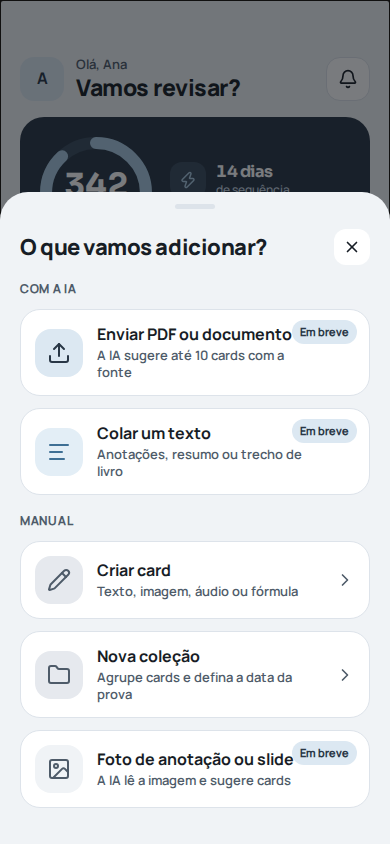 Olá, Ana
A
Vamos revisar?
342
14 dias
de sequência
O que vamos adicionar?
COM A IA
Enviar PDF ou documento
Em breve
A IA sugere até 10 cards com a
fonte
Colar um texto
Em breve
Anotações, resumo ou trecho de
livro
MANUAL
Criar card
Texto, imagem, áudio ou fórmula
Nova coleção
Agrupe cards e defina a data da
prova
Foto de anotação ou slide
Em breve
A IA lê a imagem e sugere cards